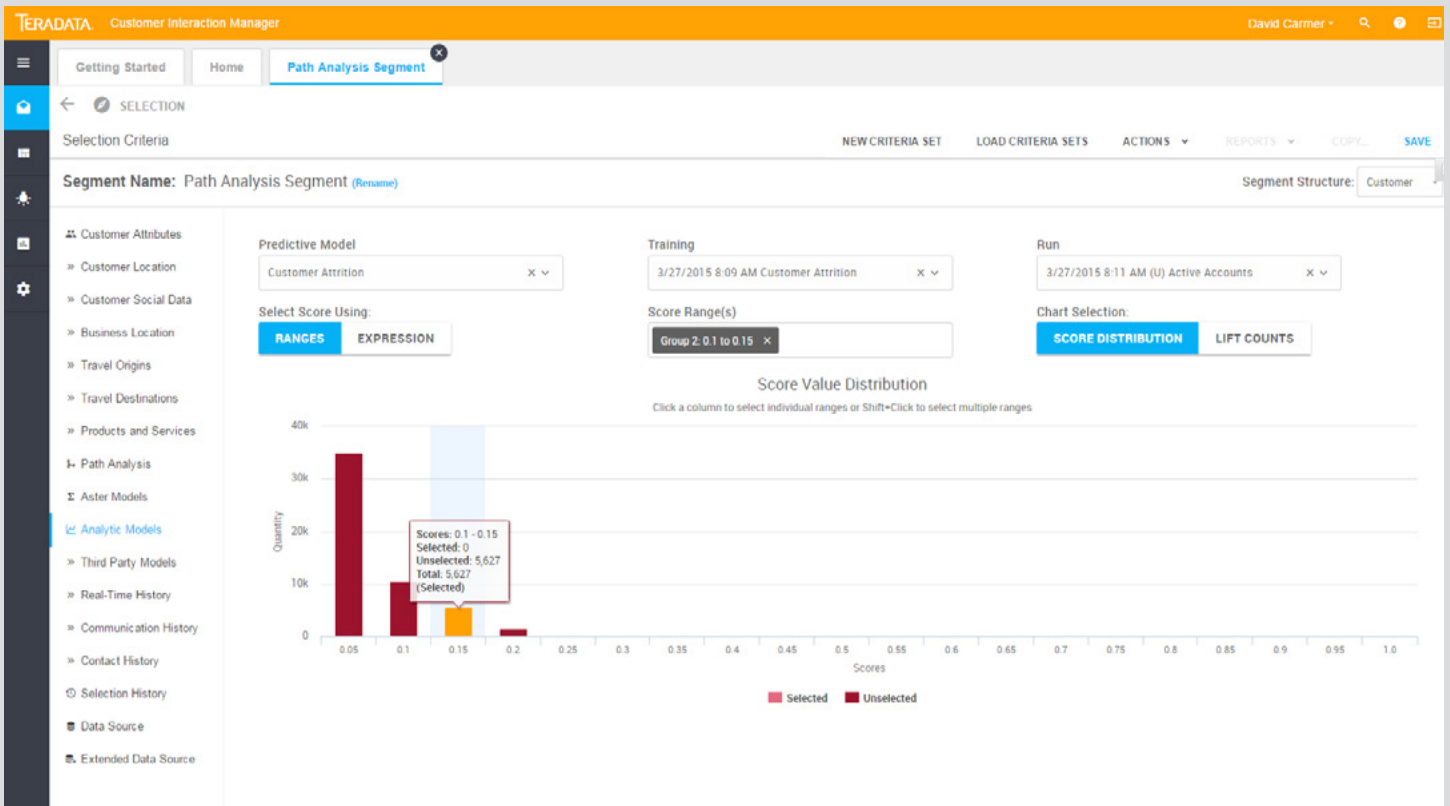 TERADATA. Customer Interaction Manager
David Carmer
Getting Started
Home
Path Analysis Segment
SELECTION
Selection Criteria
NEW CRITERIA SET
LOAD CRITERIA SETS
ACTIONS
REPORTS
COPY...
SAVE
Segment Name: Path Analysis Segment (Rename)
Segment Structure: Customer
Customer Attributes
» Customer Location
» Customer Social Data
» Business Location
» Travel Origins
» Travel Destinations
» Products and Services
Path Analysis
Σ Aster Models
Analytic Models
» Third Party Models
» Real-Time History
» Communication History
» Contact History
Selection History
Data Source
Extended Data Source
Predictive Model
Customer Attrition
Training
3/27/2015 8:09 AM Customer Attrition
Run
3/27/2015 8:11 AM (U) Active Accounts
Select Score Using:
RANGES
EXPRESSION
Score Range(s)
Group 2: 0.1 to 0.15 ×
Chart Selection:
SCORE DISTRIBUTION
LIFT COUNTS
Score Value Distribution
Click a column to select individual ranges or Shift+Click to select multiple ranges
Quantity
40k
30k
20k
10k
0
Scores: 0.1 - 0.15
Selected: 0
Unselected: 5,627
Total: 5,627
(Selected)
0.05 0.1 0.15 0.2 0.25 0.3 0.35 0.4 0.45 0.5 0.55 0.6 0.65 0.7 0.75 0.8 0.85 0.9 0.95 1.0
Scores
Selected
Unselected